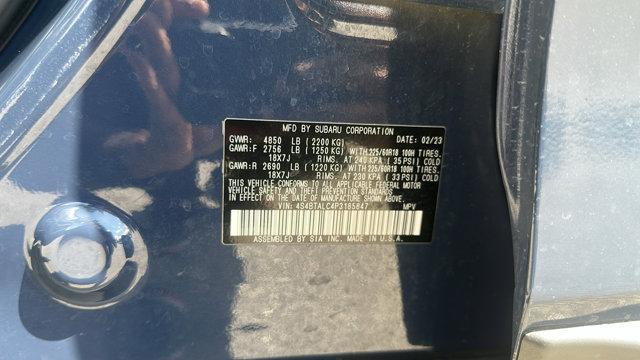 MFD BY SUBARU CORPORATION
GVWR: 4850 LB ( 2200 KG) DATE: 02/23
GAWR:F 2756 LB ( 1250 KG) WITH 225/60R18 100H TIRES.
18X7J RIMS. AT 240 KPA ( 35 PSI) COLD
GAWR:R 2690 LB ( 1220 KG) WITH 225/60R18 100H TIRES.
18X7J RIMS. AT 230 KPA ( 33 PSI) COLD
THIS VEHICLE CONFORMS TO ALL APPLICABLE FEDERAL MOTOR
VEHICLE SAFETY AND THEFT PREVENTION STANDARDS
IN EFFECT ON THE DATE OF MANUFACTURE SHOWN ABOVE.
VIN: 4S4BTALC4P3165847 MPV
ASSEMBLED BY SIA INC. MADE IN U.S.A.